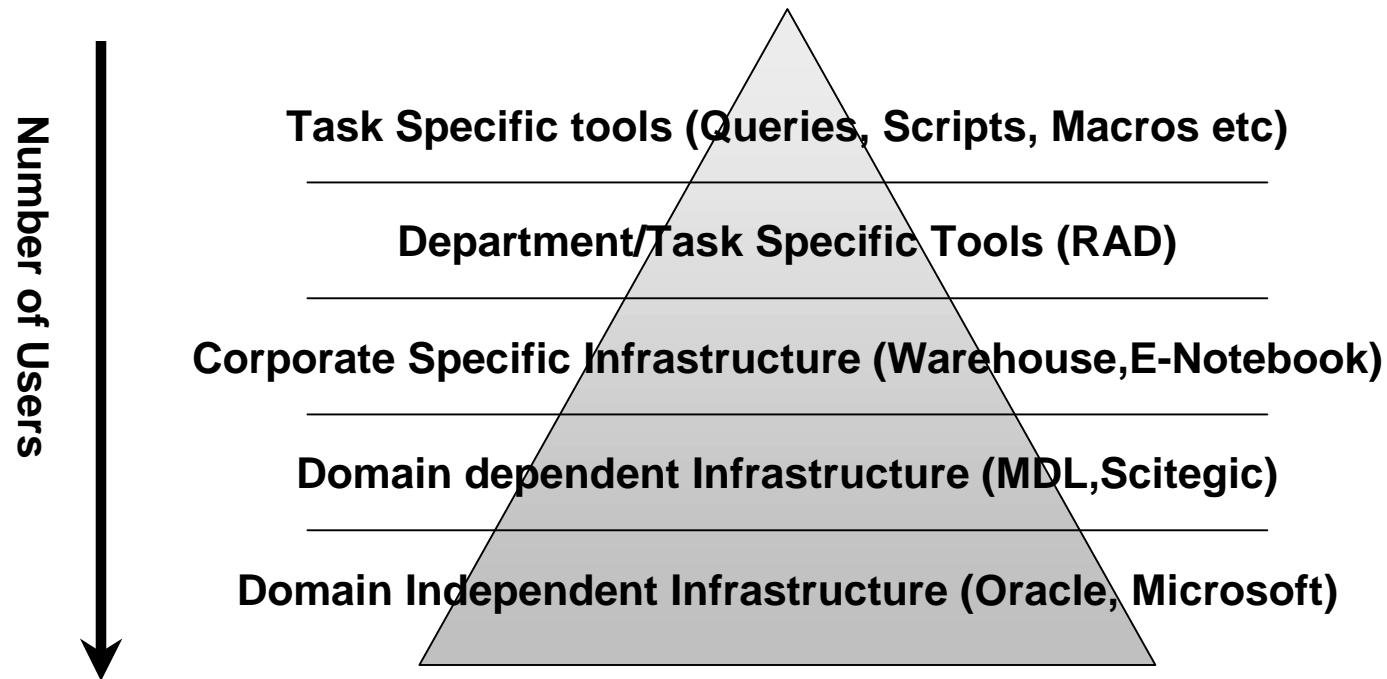 Number of Users
Task Specific tools (Queries, Scripts, Macros etc)
Department/Task Specific Tools (RAD)
Corporate Specific Infrastructure (Warehouse,E-Notebook)
Domain dependent Infrastructure (MDL,Scitegic)
Domain Independent Infrastructure (Oracle, Microsoft)